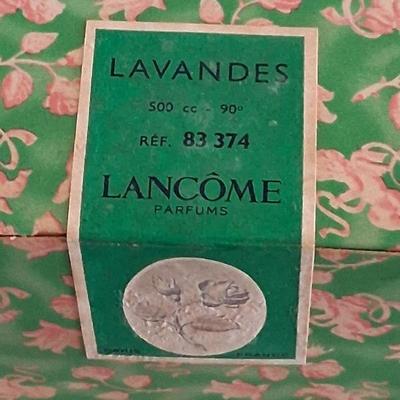 LAVANDES
500 cc - 90°
RÉF. 83 374
LANCÔME
PARFUMS
PARIS FRANCE